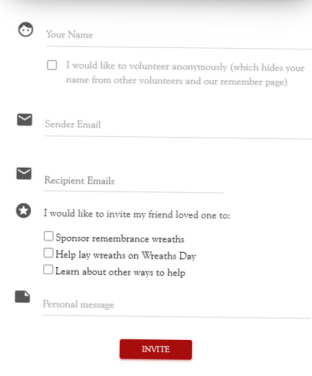 Your Name
I would like to volunteer anonymously (which hides your
name from other volunteers and our remember page)
Sender Email
Recipient Emails
I would like to invite my friend loved one to:
Sponsor remembrance wreaths
Help lay wreaths on Wreaths Day
Learn about other ways to help
Personal message
INVITE